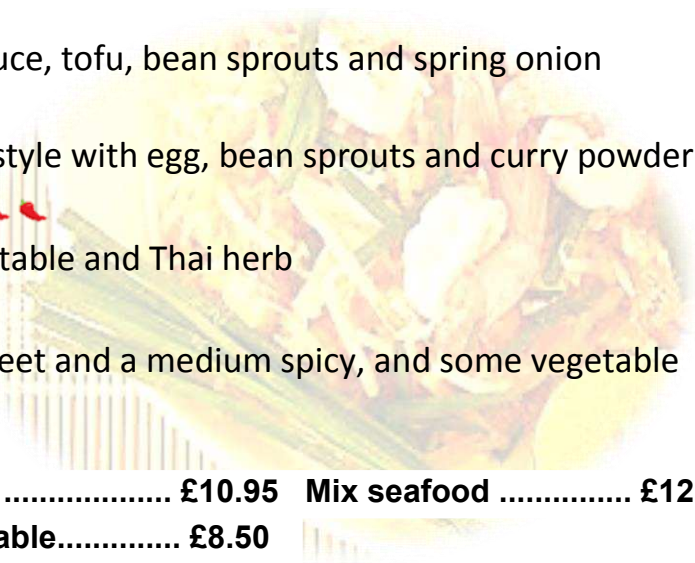 uce, tofu, bean sprouts and spring onion
style with egg, bean sprouts and curry powder
table and Thai herb
eet and a medium spicy, and some vegetable
................... £10.95 Mix seafood ............... £12
able.............. £8.50